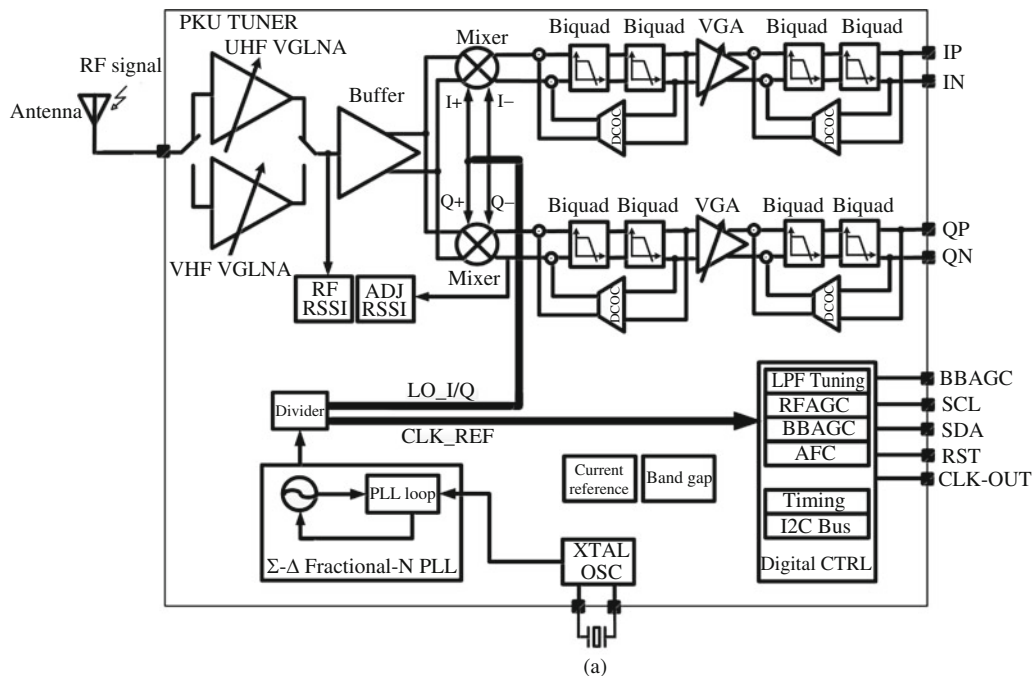 PKU TUNER
UHF VGLNA
RF signal
Antenna
VHF VGLNA
Buffer
Mixer
I+
I−
Q+
Q−
Mixer
RF
RSSI
ADJ
RSSI
Biquad
Biquad
VGA
Biquad
Biquad
DCOC
DCOC
IP
IN
Biquad
Biquad
VGA
Biquad
Biquad
DCOC
DCOC
QP
QN
LO_I/Q
Divider
CLK_REF
PLL loop
Σ-Δ Fractional-N PLL
Current
reference
Band gap
XTAL
OSC
LPF Tuning
RFAGC
BBAGC
AFC
Timing
I2C Bus
Digital CTRL
BBAGC
SCL
SDA
RST
CLK-OUT
(a)